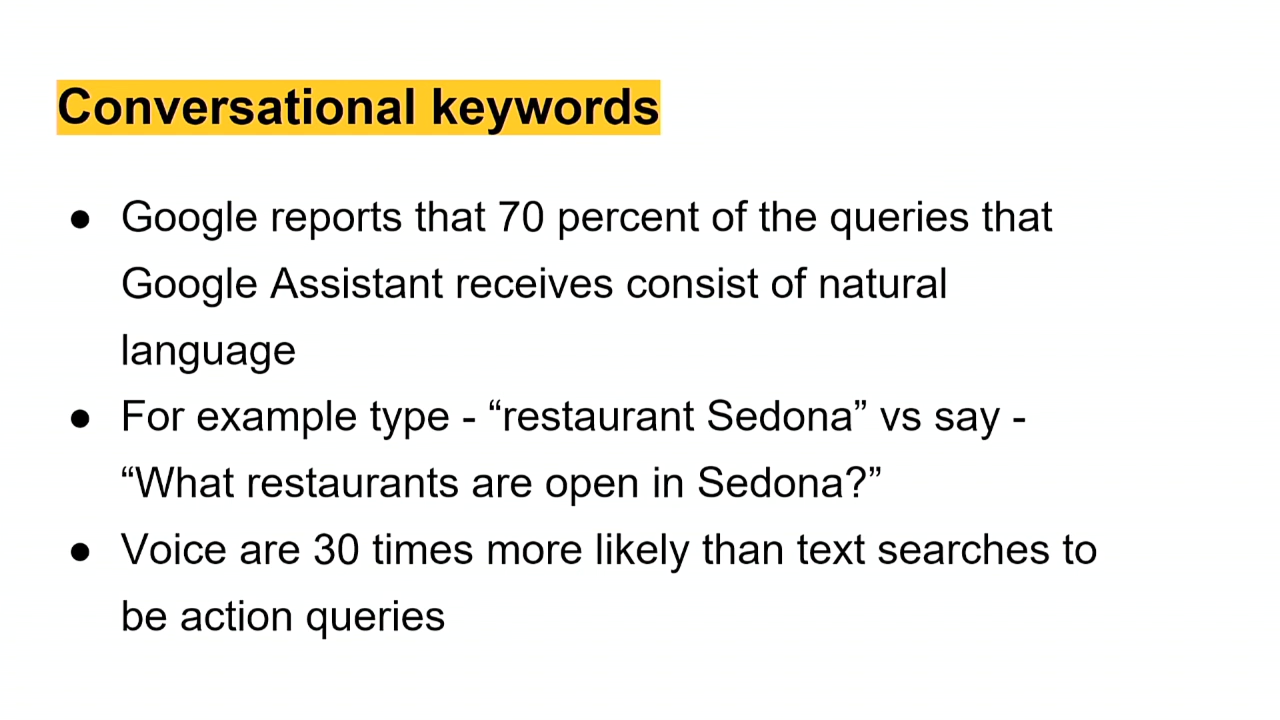 Conversational keywords
● Google reports that 70 percent of the queries that
Google Assistant receives consist of natural
language
● For example type - “restaurant Sedona” vs say -
“What restaurants are open in Sedona?”
● Voice are 30 times more likely than text searches to
be action queries